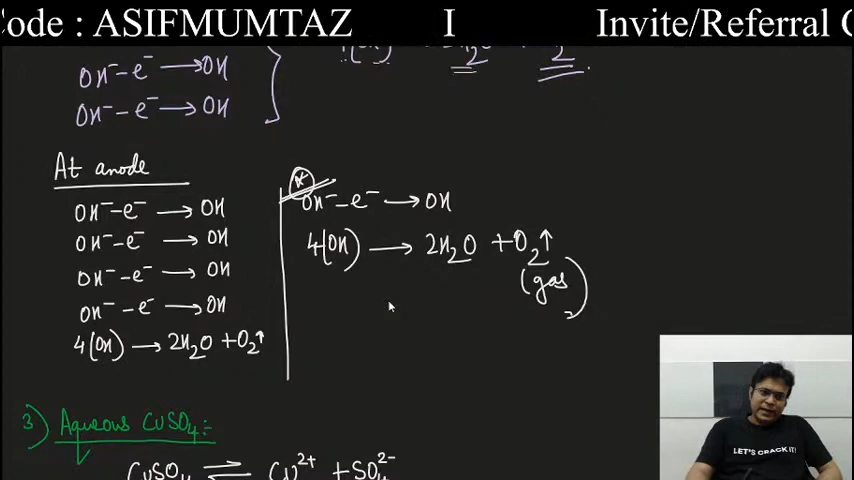 ode : ASIFMUMTAZ I Invite/Referral C
OH⁻-e⁻ → OH
OH⁻-e⁻ → OH
At anode
OH⁻-e⁻ → OH
OH⁻-e⁻ → OH
OH⁻-e⁻ → OH
OH⁻-e⁻ → OH
4(OH) → 2H₂O +O₂↑
OH⁻-e⁻ → OH
4(OH) → 2H₂O +O₂↑
(gas)
3) Aqueous CuSO₄:-
CuSO₄ ⇌ Cu²⁺ +SO₄²⁻
LET'S CRACK IT!